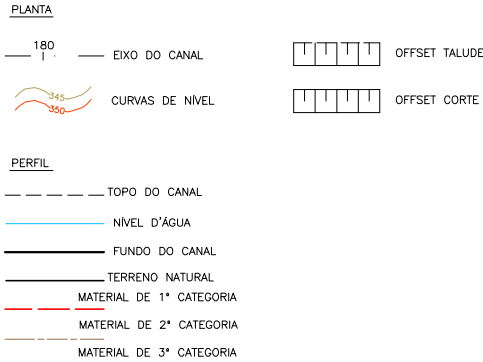 PLANTA
180
EIXO DO CANAL
OFFSET TALUDE
345
350
CURVAS DE NÍVEL
OFFSET CORTE
PERFIL
TOPO DO CANAL
NÍVEL D'ÁGUA
FUNDO DO CANAL
TERRENO NATURAL
MATERIAL DE 1ª CATEGORIA
MATERIAL DE 2ª CATEGORIA
MATERIAL DE 3ª CATEGORIA